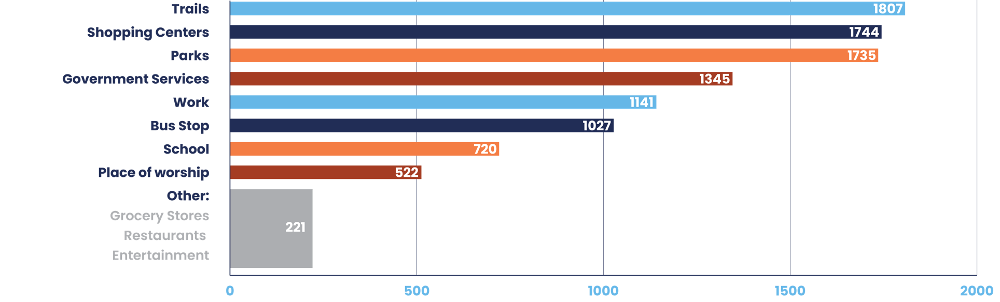 Trails 1807
Shopping Centers 1744
Parks 1735
Government Services 1345
Work 1141
Bus Stop 1027
School 720
Place of worship 522
Other:
Grocery Stores
221
Restaurants
Entertainment
0 500 1000 1500 2000